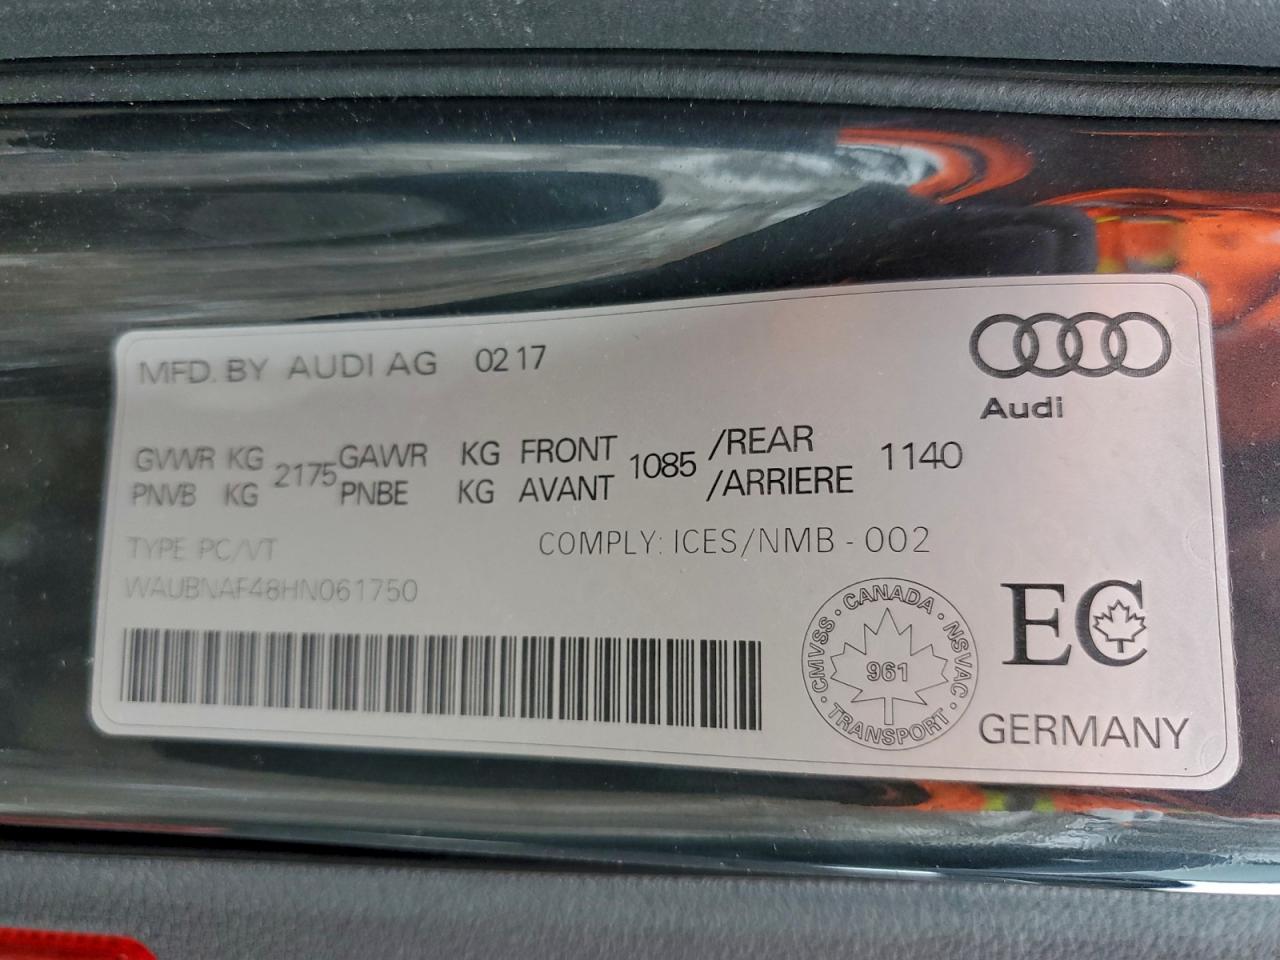 MFD. BY AUDI AG 02 17
Audi
GVWR KG 2175 GAWR KG FRONT 1085 /REAR 1140
PNVB KG PNBE KG AVANT /ARRIERE
TYPE PC/VT
COMPLY: ICES/NMB - 002
WAUBNAF48HN061750
CMVSS · CANADA · NSVAC · TRANSPORT ·
961
EC
GERMANY